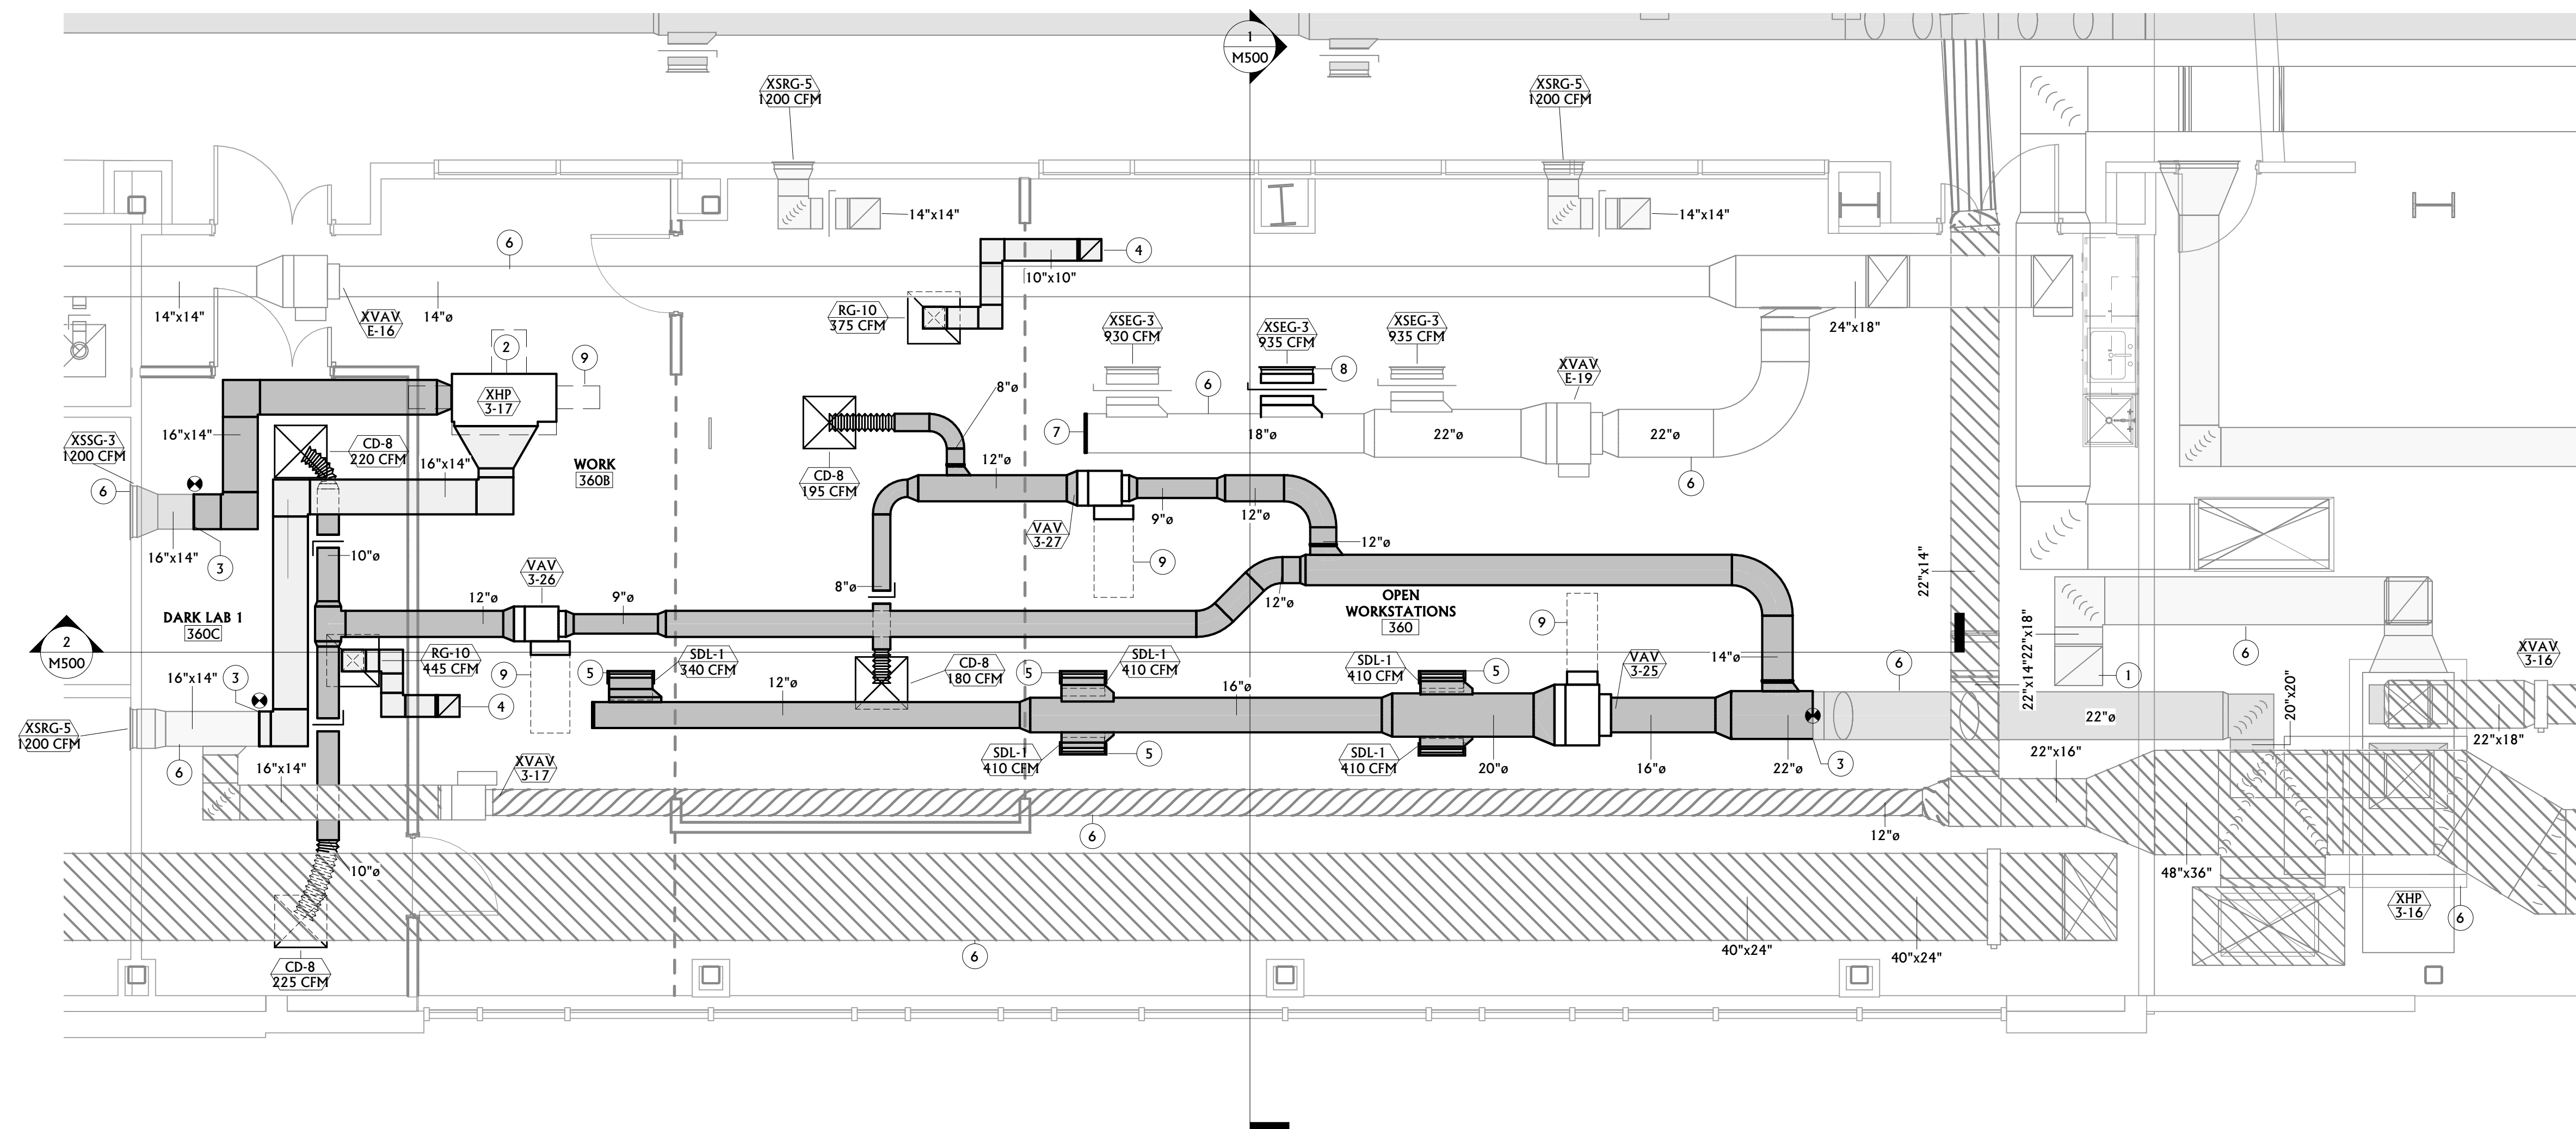 1
M500
XSRG-5
1200 CFM
XSRG-5
1200 CFM
14"x14"
14"x14"
6
4
10"x10"
14"x14"
XVAV
E-16
14"ø
RG-10
375 CFM
XSEG-3
930 CFM
XSEG-3
935 CFM
XSEG-3
935 CFM
24"x18"
2
9
8
6
XVAV
E-19
XHP
3-17
8"ø
16"x14"
XSSG-3
1200 CFM
CD-8
220 CFM
16"x14"
WORK
360B
7
18"ø
22"ø
22"ø
12"ø
CD-8
195 CFM
6
6
9"ø
12"ø
VAV
3-27
12"ø
16"x14"
3
10"ø
9
VAV
3-26
8"ø
12"ø
22"x14"
12"ø
9"ø
OPEN
WORKSTATIONS
360
DARK LAB 1
360C
9
22"x18"
2
M500
RG-10
445 CFM
9
5
SDL-1
340 CFM
CD-8
180 CFM
5
SDL-1
410 CFM
SDL-1
410 CFM
5
VAV
3-25
14"ø
6
22"x14"
1
6
XVAV
3-16
16"x14"
3
12"ø
16"ø
20"x20"
4
22"ø
XSRG-5
1200 CFM
6
16"x14"
XVAV
3-17
SDL-1
410 CFM
5
SDL-1
410 CFM
20"ø
16"ø
22"ø
3
22"x16"
22"x18"
6
12"ø
10"ø
48"x36"
XHP
3-16
6
6
40"x24"
40"x24"
CD-8
225 CFM